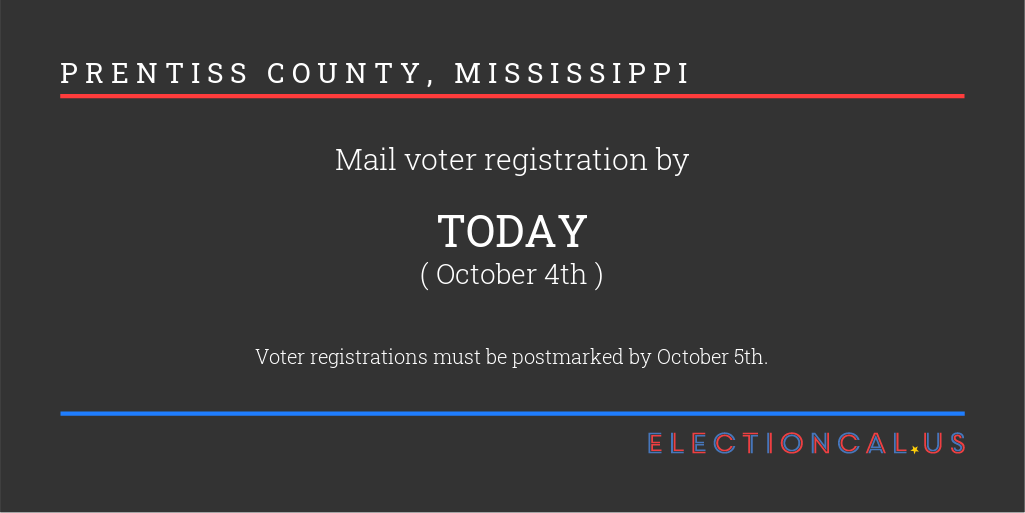 PRENTISS COUNTY, MISSISSIPPI
Mail voter registration by
TODAY
( October 4th )
Voter registrations must be postmarked by October 5th.
ELECTIONCAL★US